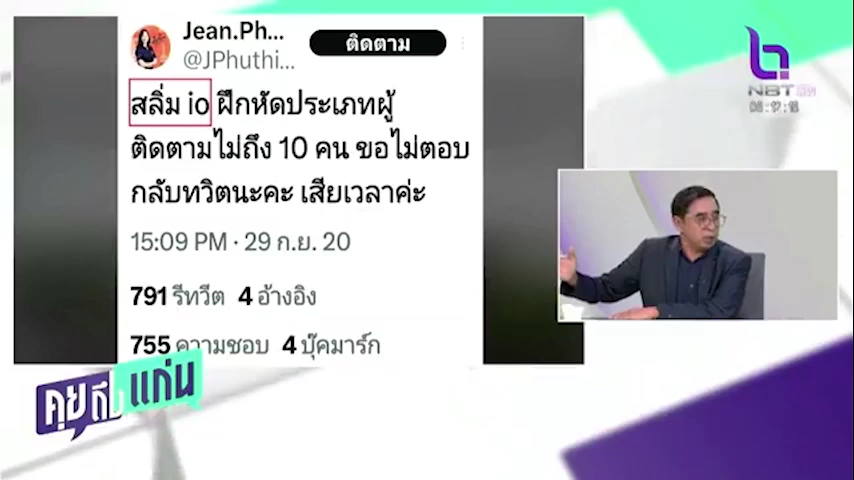 Jean.Ph...
@JPhuthi...
ติดตาม
สลิ่ม io ฝึกหัดประเภทผู้
ติดตามไม่ถึง 10 คน ขอไม่ตอบ
กลับทวิตนะคะ เสียเวลาค่ะ
15:09 PM · 29 ก.ย. 20
791 รีทวีต 4 อ้างอิง
755 ความชอบ 4 บุ๊คมาร์ก
NBT
คุยถึงแก่น